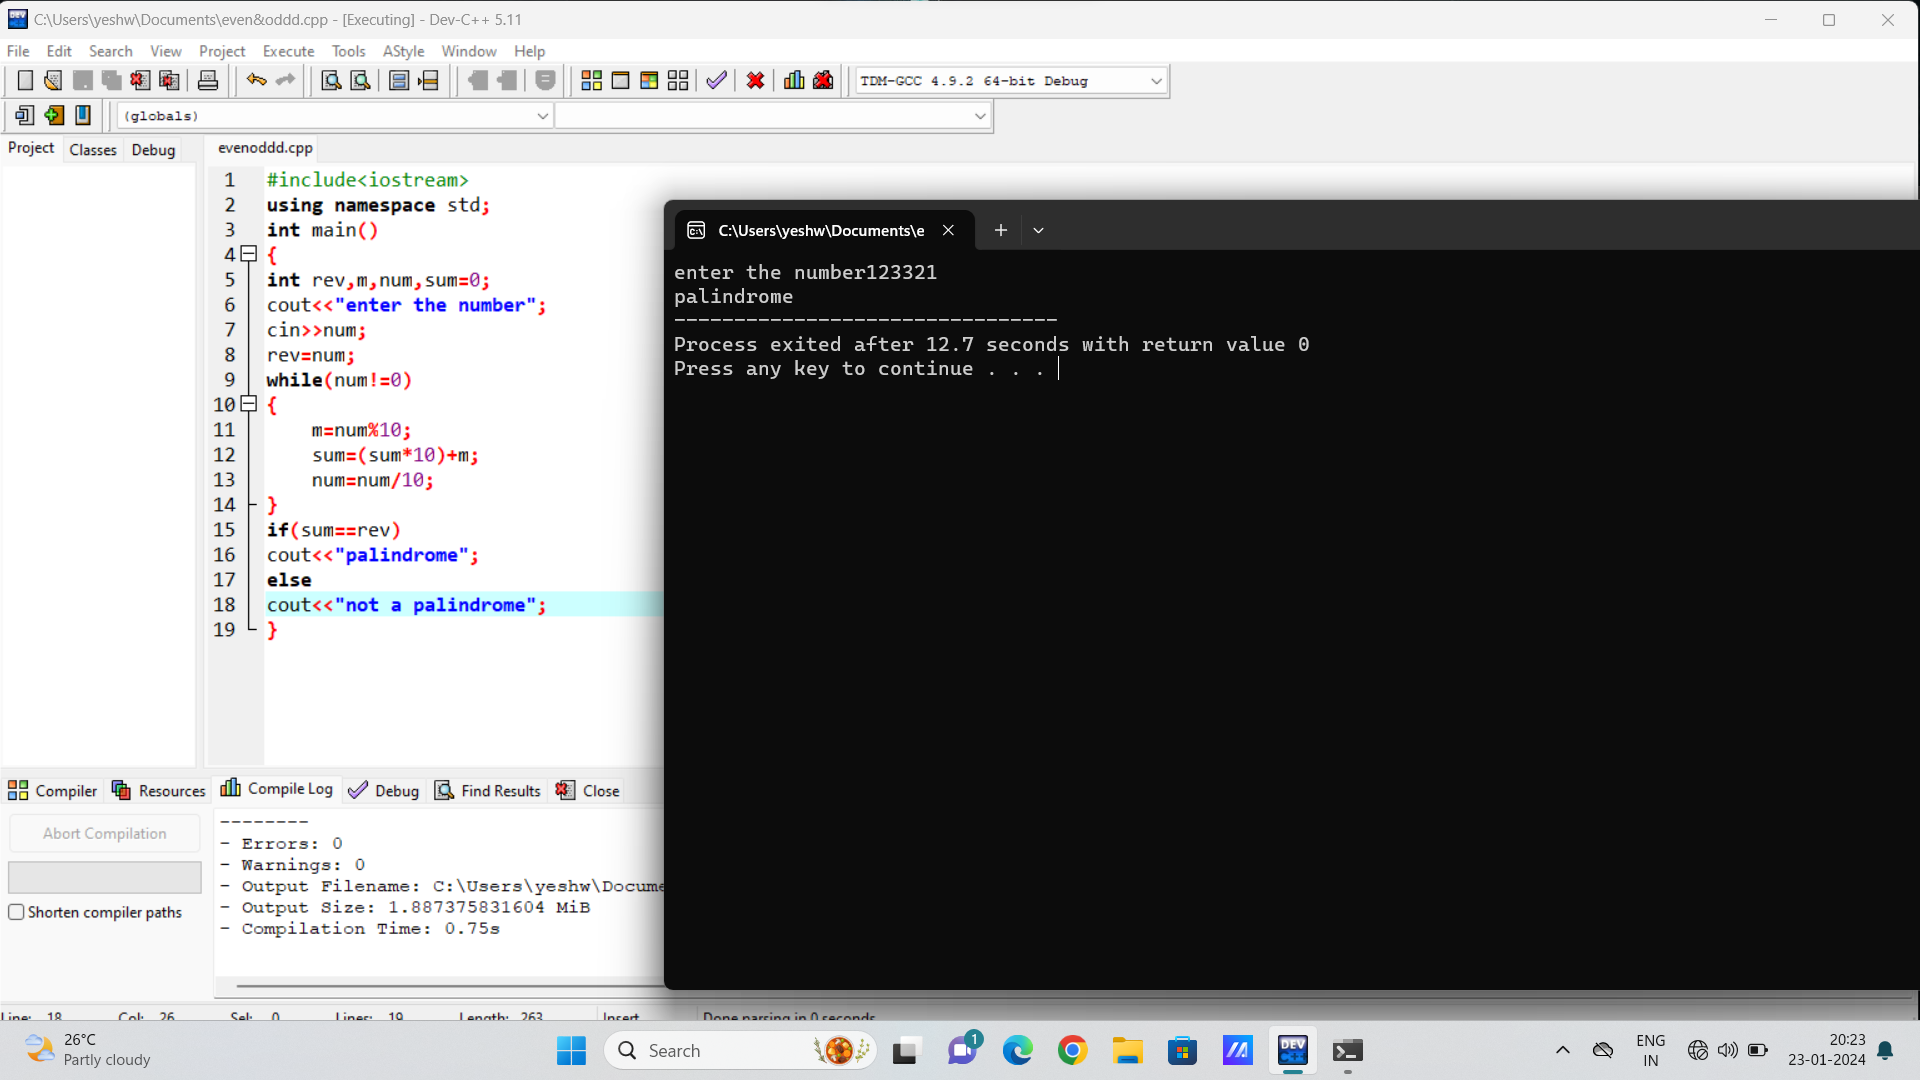 C:\Users\yeshw\Documents\even&oddd.cpp - [Executing] - Dev-C++ 5.11
File Edit Search View Project Execute Tools AStyle Window Help
TDM-GCC 4.9.2 64-bit Debug
(globals)
Project Classes Debug
evenoddd.cpp
1 #include<iostream>
2 using namespace std;
3 int main()
4 {
5 int rev,m,num,sum=0;
6 cout<<"enter the number";
7 cin>>num;
8 rev=num;
9 while(num!=0)
10 {
11 m=num%10;
12 sum=(sum*10)+m;
13 num=num/10;
14 }
15 if(sum==rev)
16 cout<<"palindrome";
17 else
18 cout<<"not a palindrome";
19 }
C:\Users\yeshw\Documents\e
enter the number123321
palindrome
--------------------------------
Process exited after 12.7 seconds with return value 0
Press any key to continue . . .
Compiler Resources Compile Log Debug Find Results Close
Abort Compilation
Shorten compiler paths
--------
- Errors: 0
- Warnings: 0
- Output Filename: C:\Users\yeshw\Docume
- Output Size: 1.887375831604 MiB
- Compilation Time: 0.75s
Line: 18 Col: 26 Sel: 0 Lines: 19 Length: 263 Insert Done parsing in 0 seconds
26°C
Partly cloudy
Search
1
DEV
C++
ENG
IN
20:23
23-01-2024